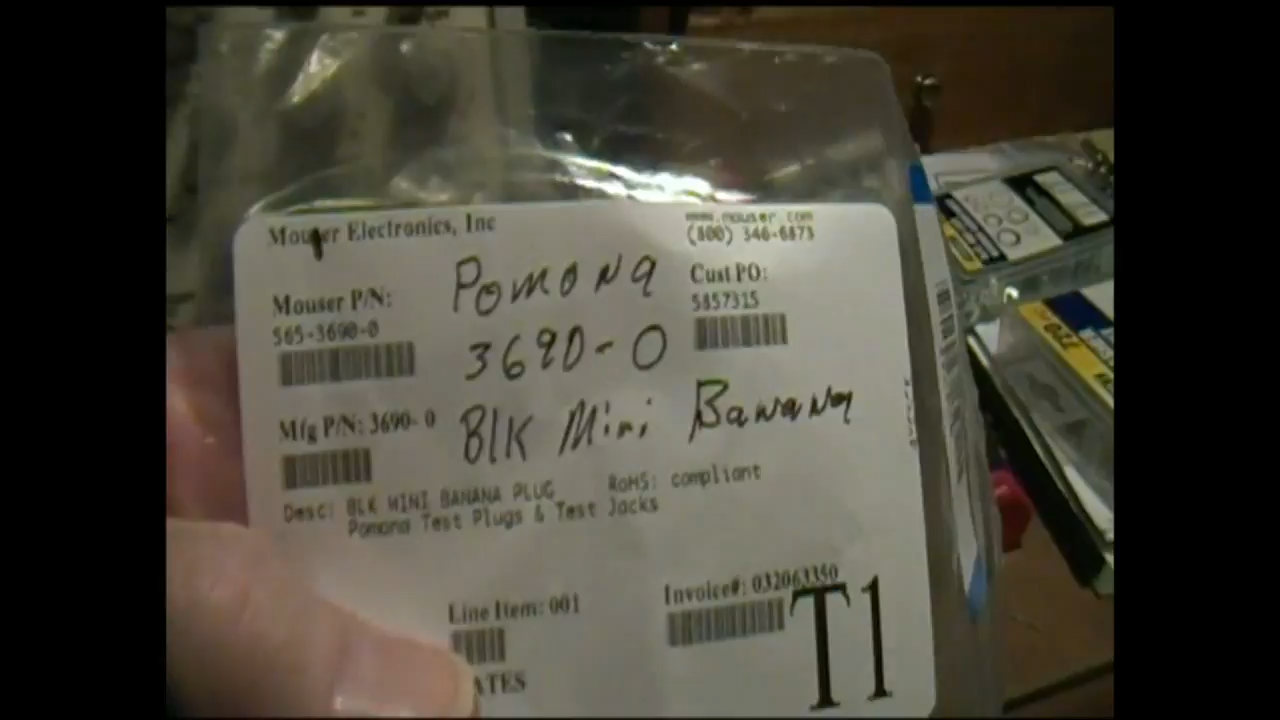 Mouser Electronics, Inc
www.mouser.com
(800) 346-6873
Mouser P/N:
565-3690-0
Pomona
3690-0
Blk Mini Banana
Cust PO:
5857315
Mfg P/N: 3690- 0
Desc: BLK MINI BANANA PLUG RoHS: compliant
Pomona Test Plugs & Test Jacks
Line Item: 001
Invoice#: 032063350
ATES
T1